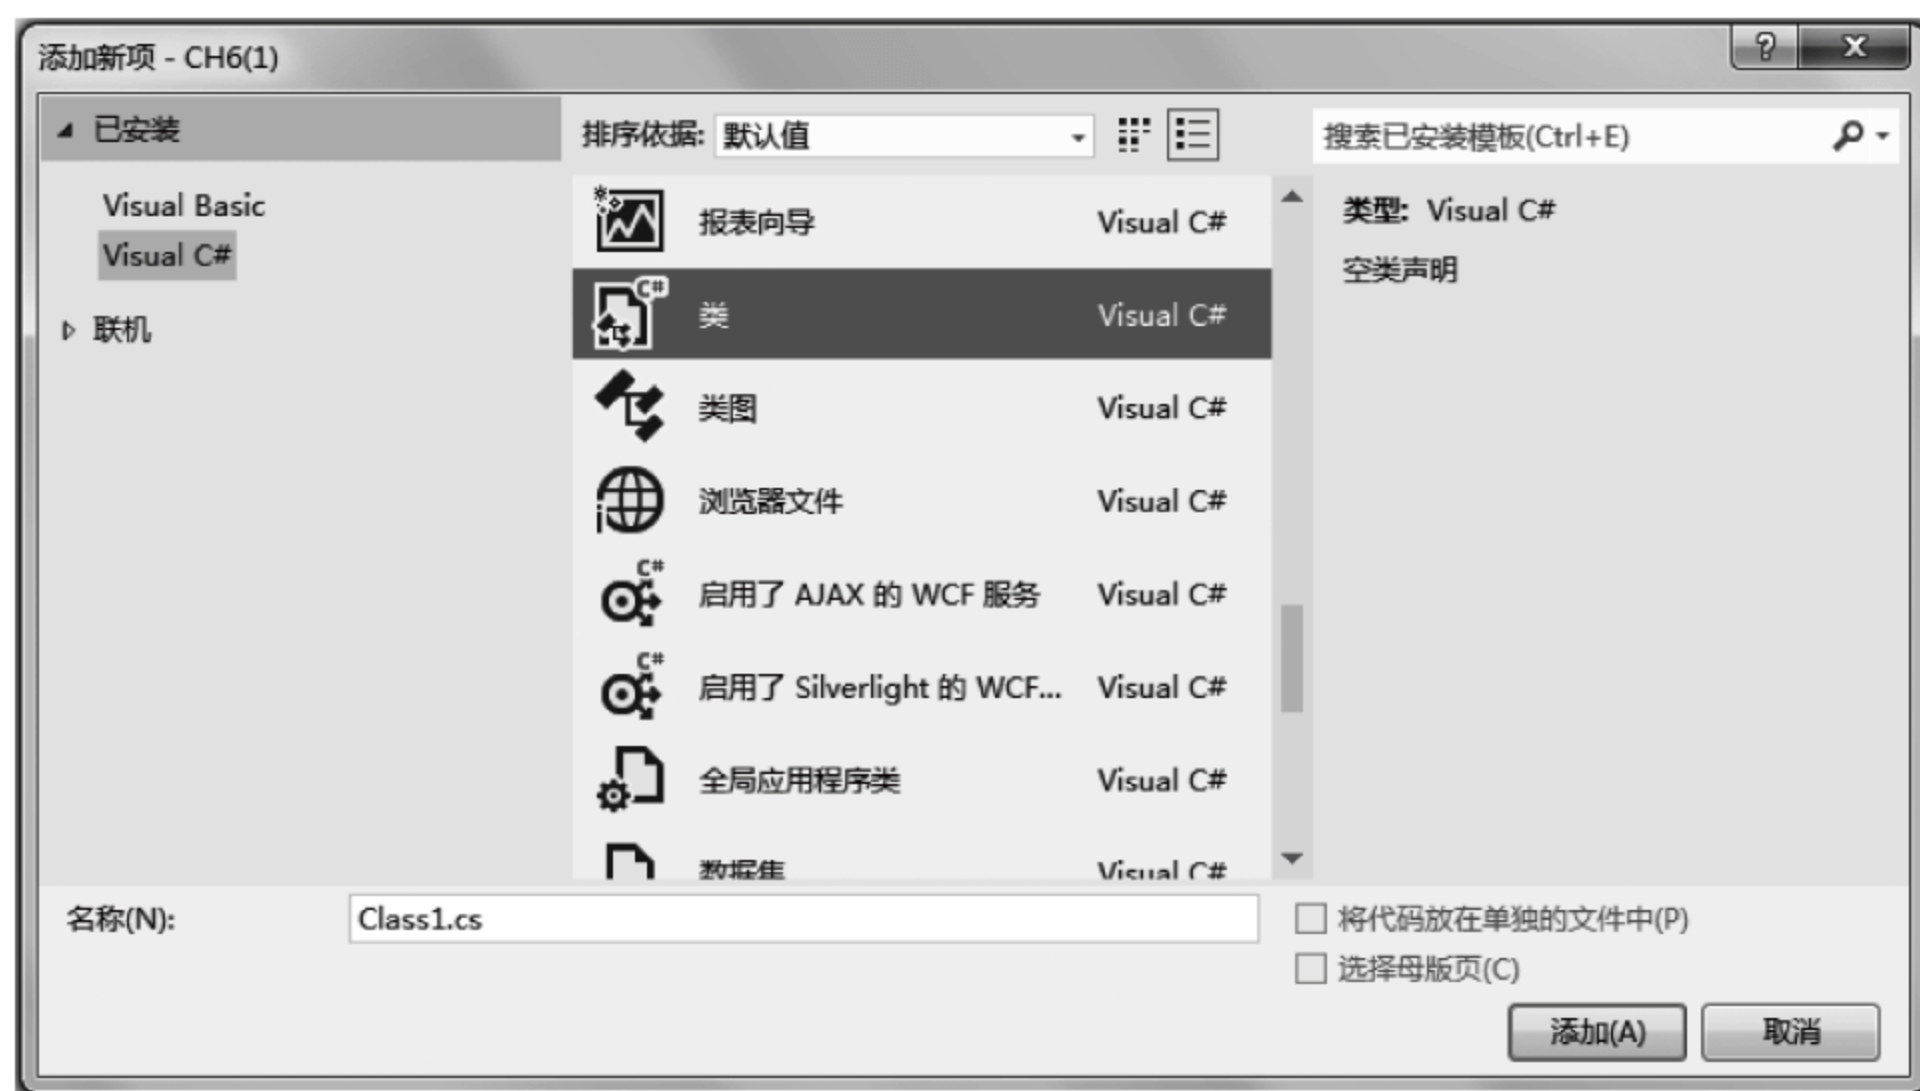 添加新项 - CH6(1)
已安装
Visual Basic
Visual C#
联机
排序依据: 默认值
搜索已安装模板(Ctrl+E)
报表向导 Visual C#
类 Visual C#
类图 Visual C#
浏览器文件 Visual C#
启用了 AJAX 的 WCF 服务 Visual C#
启用了 Silverlight 的 WCF... Visual C#
全局应用程序类 Visual C#
数据集 Visual C#
类型: Visual C#
空类声明
名称(N): Class1.cs
将代码放在单独的文件中(P)
选择母版页(C)
添加(A) 取消